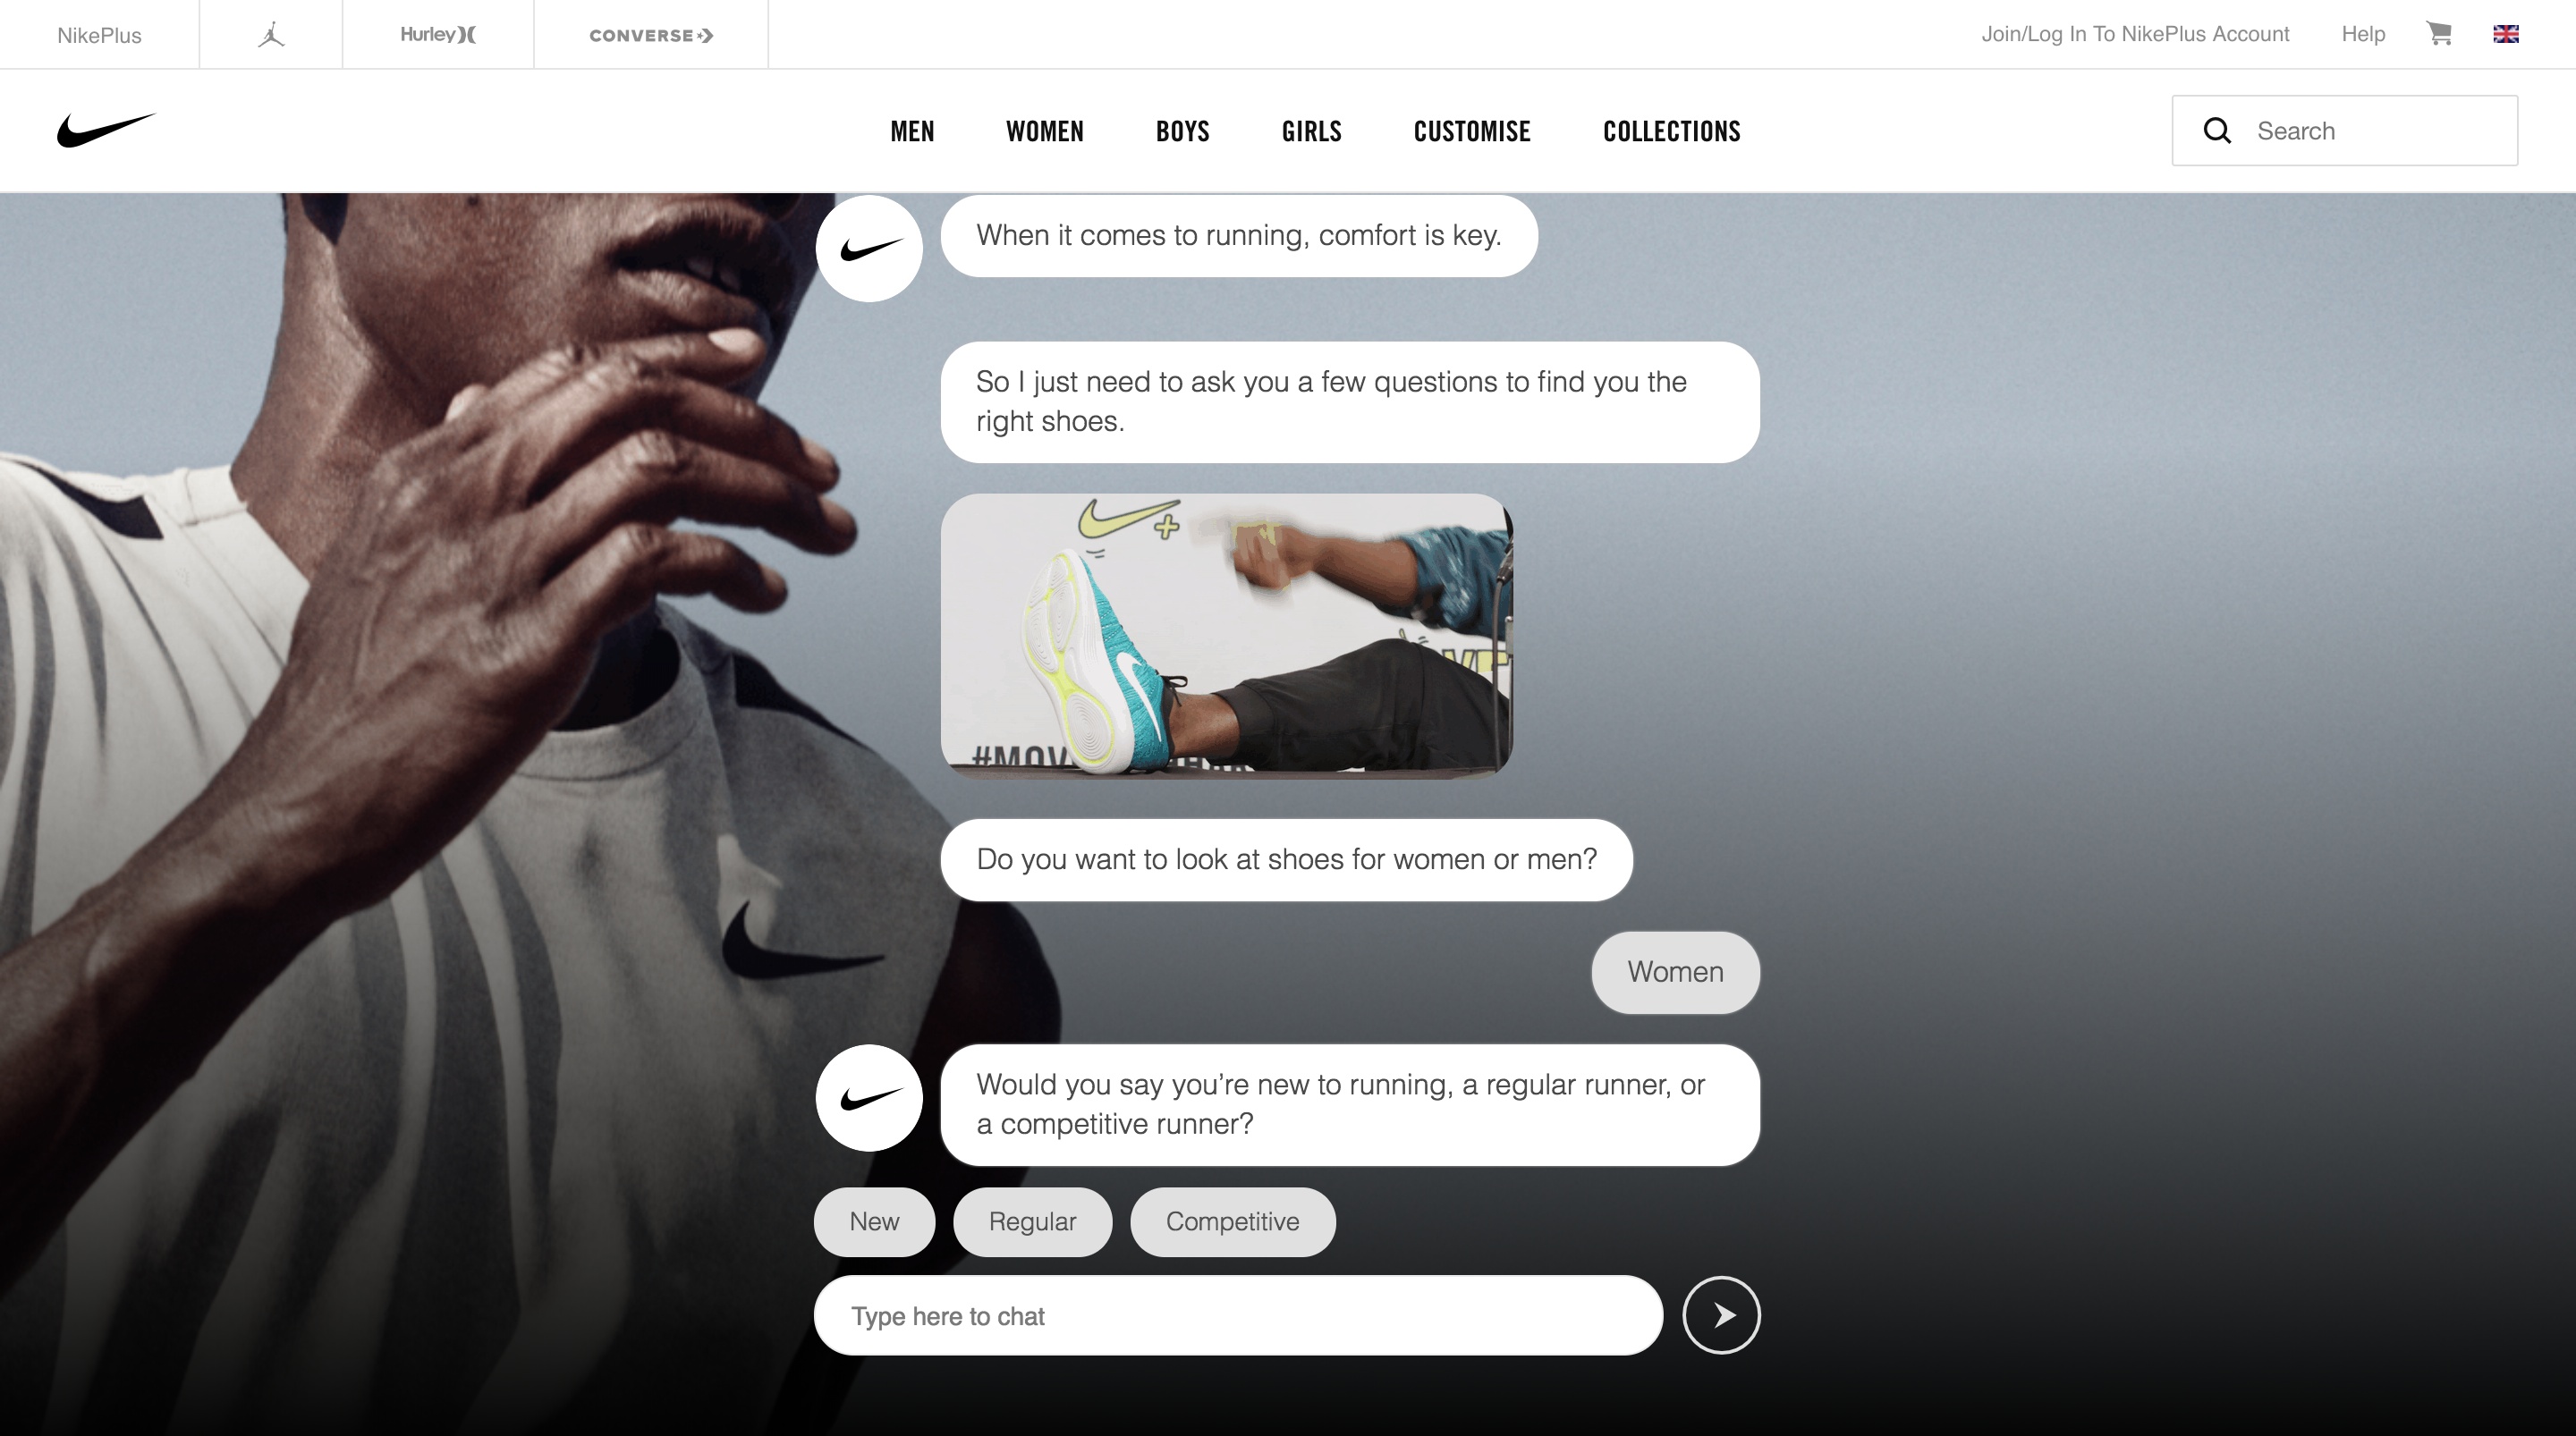 NikePlus
Hurley
CONVERSE
Join/Log In To NikePlus Account
Help
MEN
WOMEN
BOYS
GIRLS
CUSTOMISE
COLLECTIONS
Search
When it comes to running, comfort is key.
So I just need to ask you a few questions to find you the
right shoes.
Do you want to look at shoes for women or men?
Women
Would you say you’re new to running, a regular runner, or
a competitive runner?
New
Regular
Competitive
Type here to chat